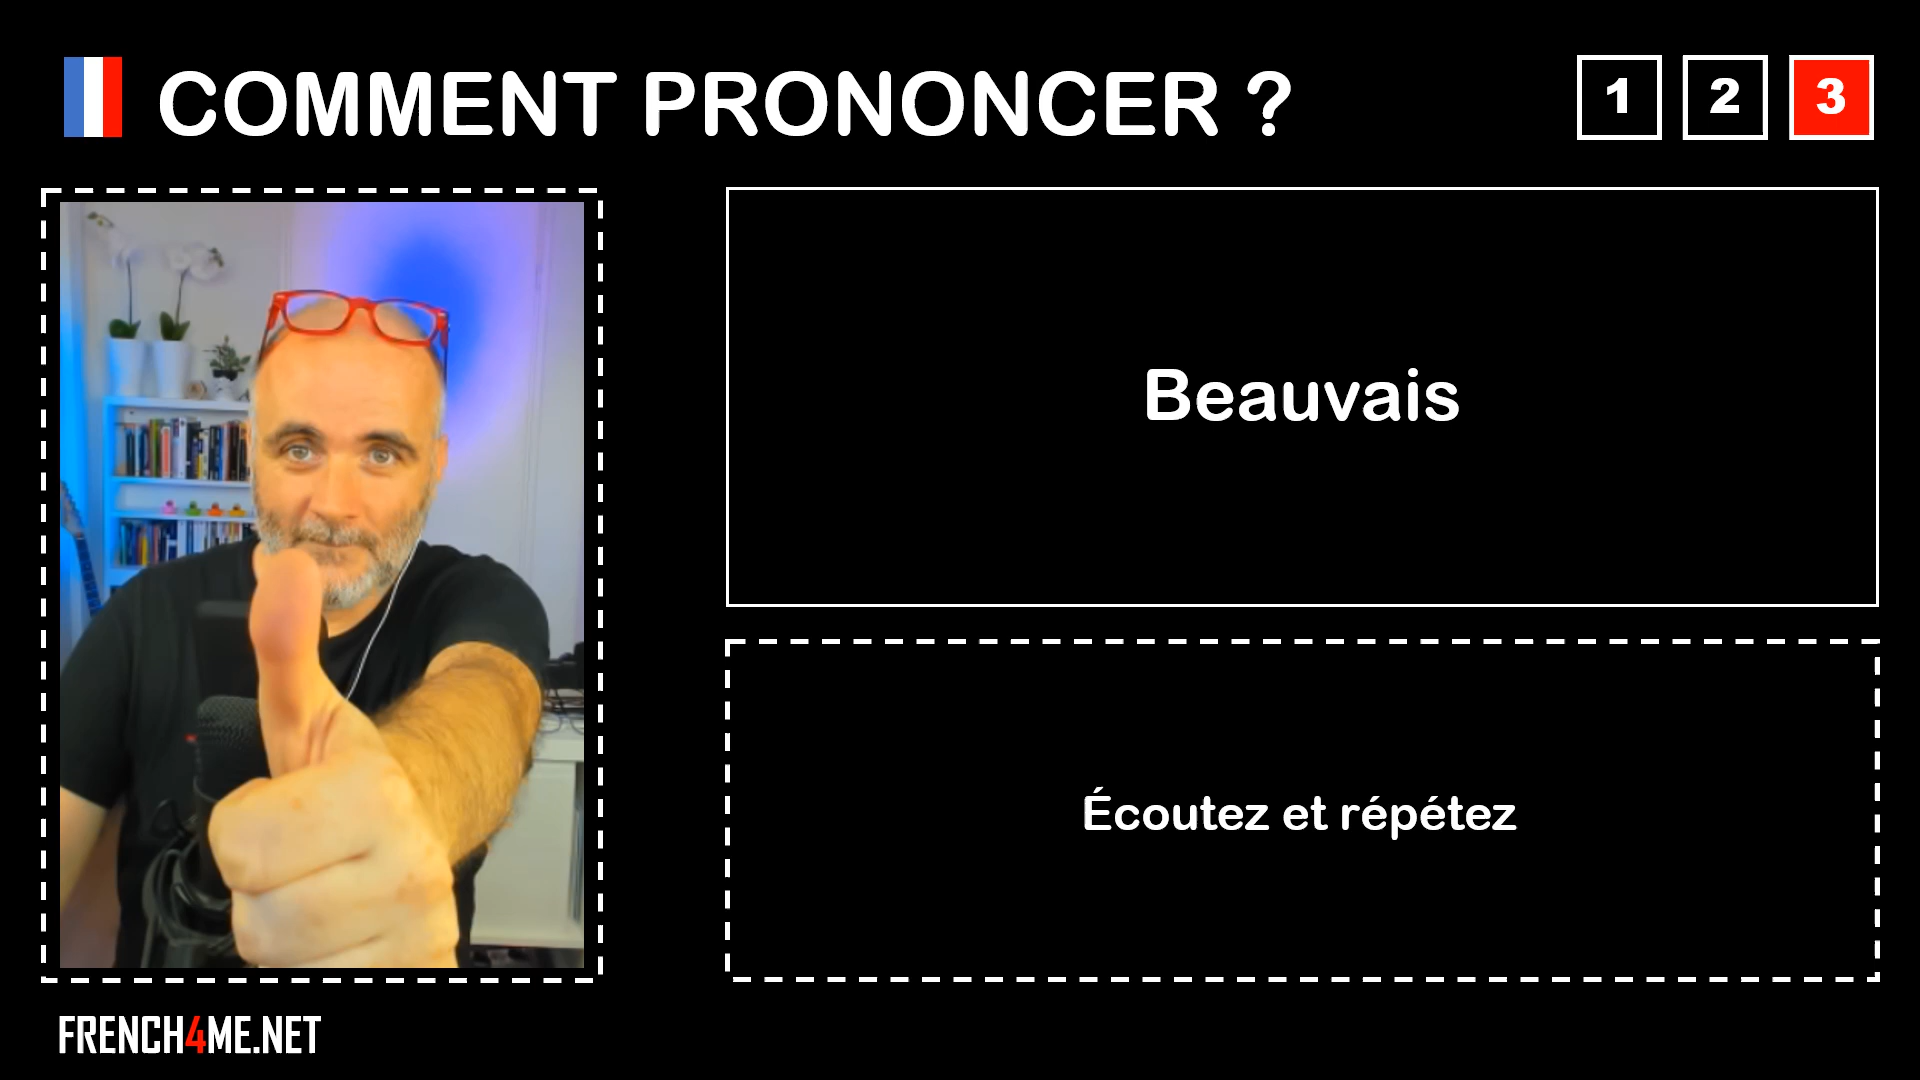 COMMENT PRONONCER ?
1 2 3
Beauvais
Écoutez et répétez
FRENCH4ME.NET